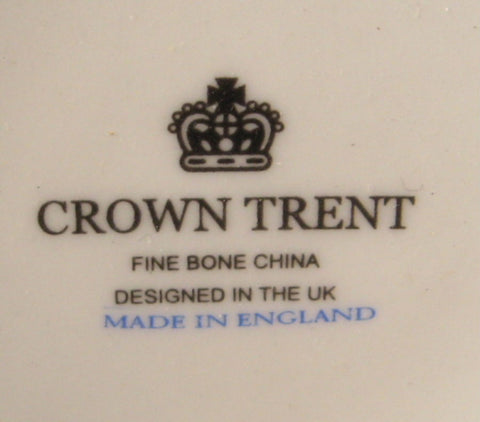 CROWN TRENT
FINE BONE CHINA
DESIGNED IN THE UK
MADE IN ENGLAND